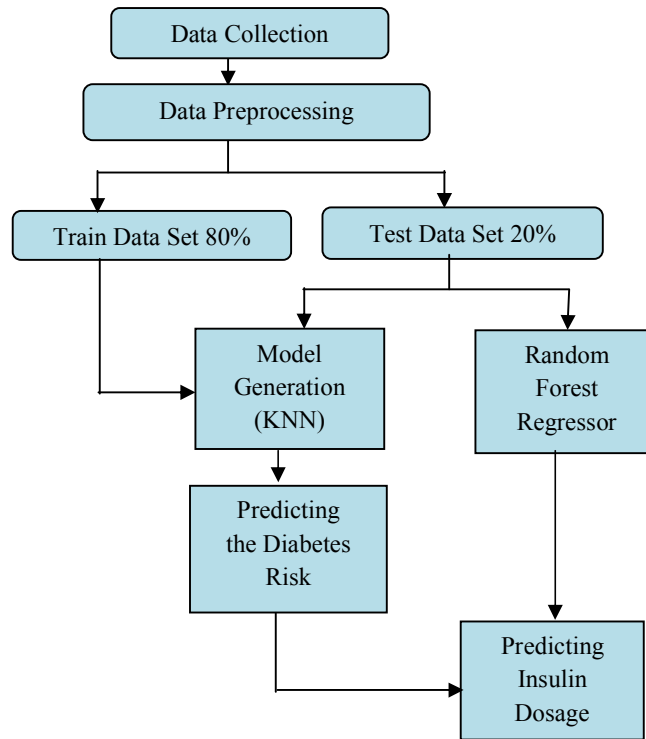 Data Collection
Data Preprocessing
Train Data Set 80%
Test Data Set 20%
Model
Generation
(KNN)
Random
Forest
Regressor
Predicting
the Diabetes
Risk
Predicting
Insulin
Dosage